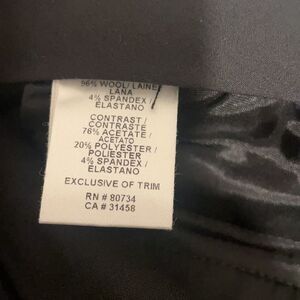 96% WOOL/ LAINE
LANA
4% SPANDEX /
ELASTANO
CONTRAST /
CONTRASTE
76% ACETATE /
ACETATO
20% POLYESTER /
POLIESTER
4% SPANDEX /
ELASTANO
EXCLUSIVE OF TRIM
RN # 80734
CA # 31458